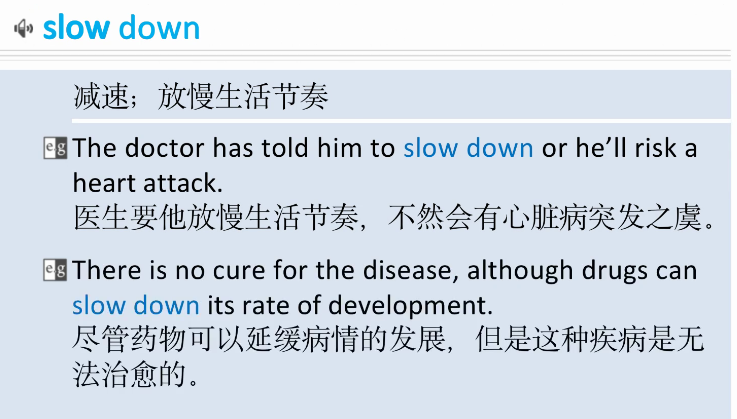 slow down
减速；放慢生活节奏
eg The doctor has told him to slow down or he’ll risk a
heart attack.
医生要他放慢生活节奏，不然会有心脏病突发之虞。
eg There is no cure for the disease, although drugs can
slow down its rate of development.
尽管药物可以延缓病情的发展，但是这种疾病是无
法治愈的。